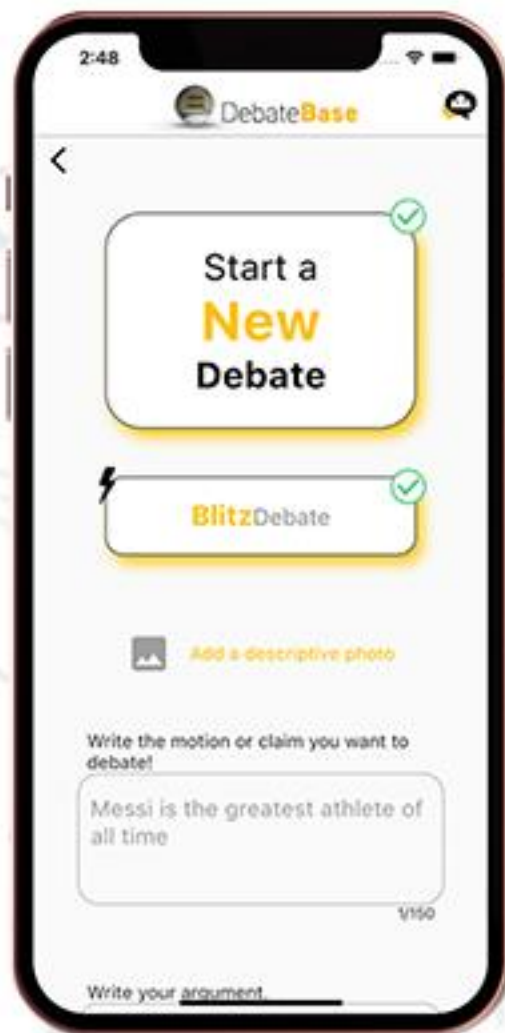 2:48
DebateBase
Start a
New
Debate
BlitzDebate
Add a descriptive photo
Write the motion or claim you want to
debate!
Messi is the greatest athlete of
all time
1/150
Write your argument.